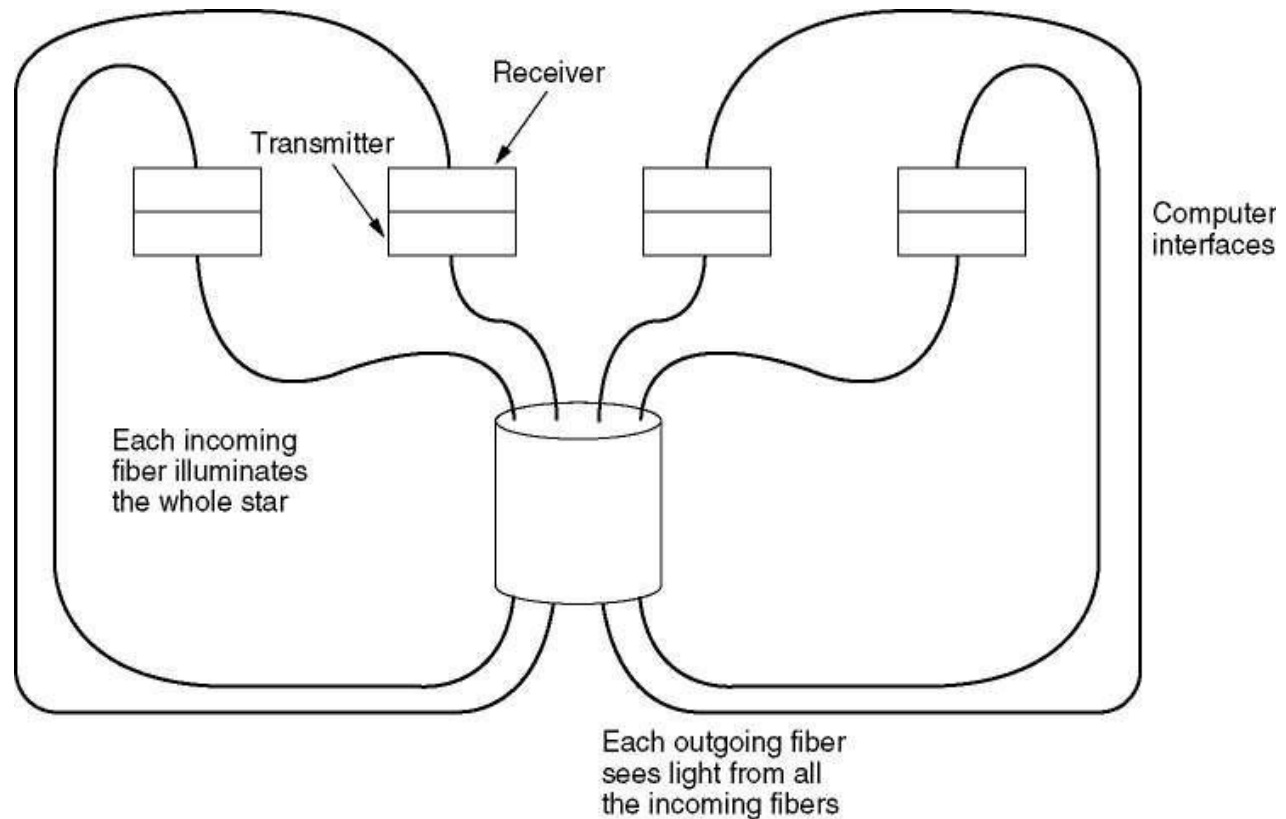 Receiver
Transmitter
Computer
interfaces
Each incoming
fiber illuminates
the whole star
Each outgoing fiber
sees light from all
the incoming fibers